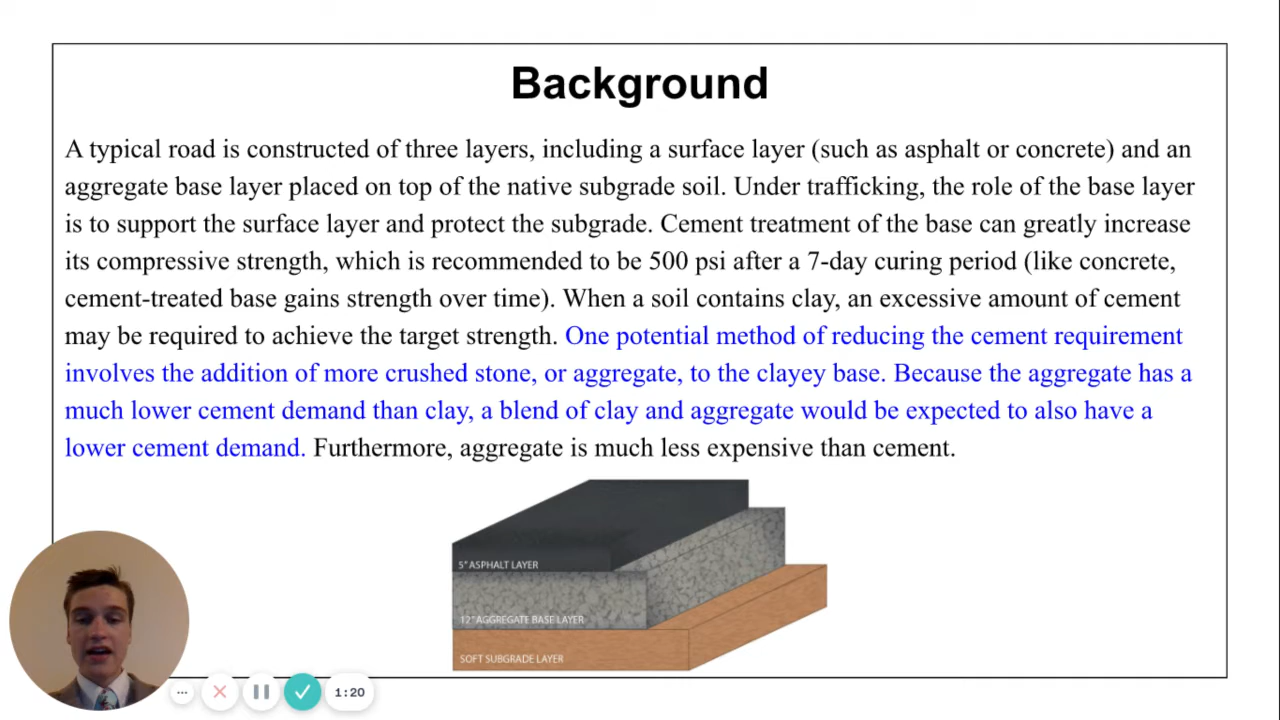 Background
A typical road is constructed of three layers, including a surface layer (such as asphalt or concrete) and an
aggregate base layer placed on top of the native subgrade soil. Under trafficking, the role of the base layer
is to support the surface layer and protect the subgrade. Cement treatment of the base can greatly increase
its compressive strength, which is recommended to be 500 psi after a 7-day curing period (like concrete,
cement-treated base gains strength over time). When a soil contains clay, an excessive amount of cement
may be required to achieve the target strength. One potential method of reducing the cement requirement
involves the addition of more crushed stone, or aggregate, to the clayey base. Because the aggregate has a
much lower cement demand than clay, a blend of clay and aggregate would be expected to also have a
lower cement demand. Furthermore, aggregate is much less expensive than cement.
5" ASPHALT LAYER
12" AGGREGATE BASE LAYER
SOFT SUBGRADE LAYER
1:20